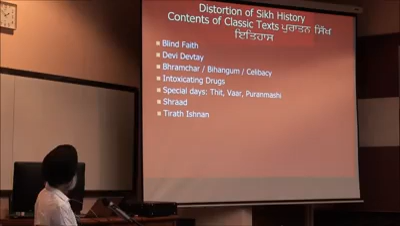 Distortion of Sikh History
Contents of Classic Texts ਪੁਰਾਤਨ ਸਿੱਖ
ਇਤਿਹਾਸ
Blind Faith
Devi Devtay
Bhramchar / Bihangum / Celibacy
Intoxicating Drugs
Special days: Thit, Vaar, Puranmashi
Shraad
Tirath Ishnan